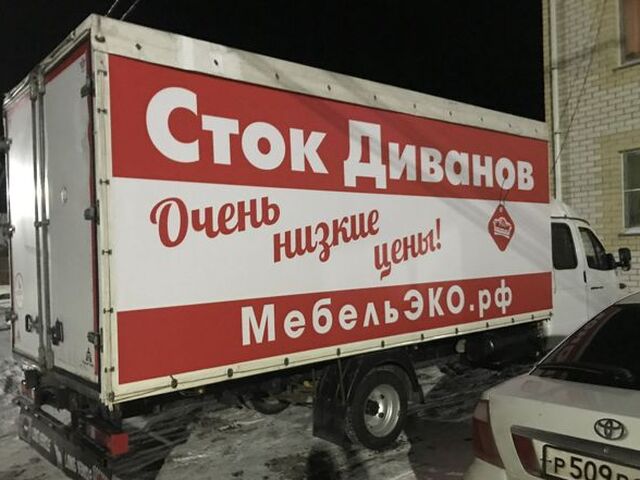 Сток Диванов
Очень
низкие
цены!
МебельЭКО.рф